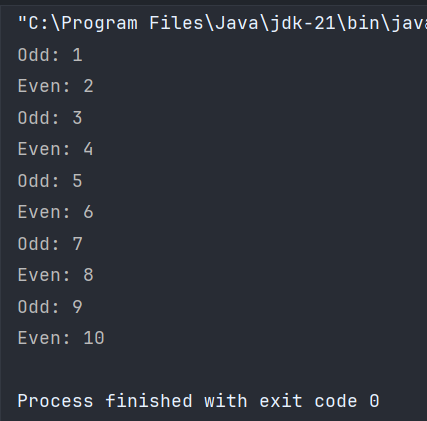 "C:\Program Files\Java\jdk-21\bin\java
Odd: 1
Even: 2
Odd: 3
Even: 4
Odd: 5
Even: 6
Odd: 7
Even: 8
Odd: 9
Even: 10
Process finished with exit code 0